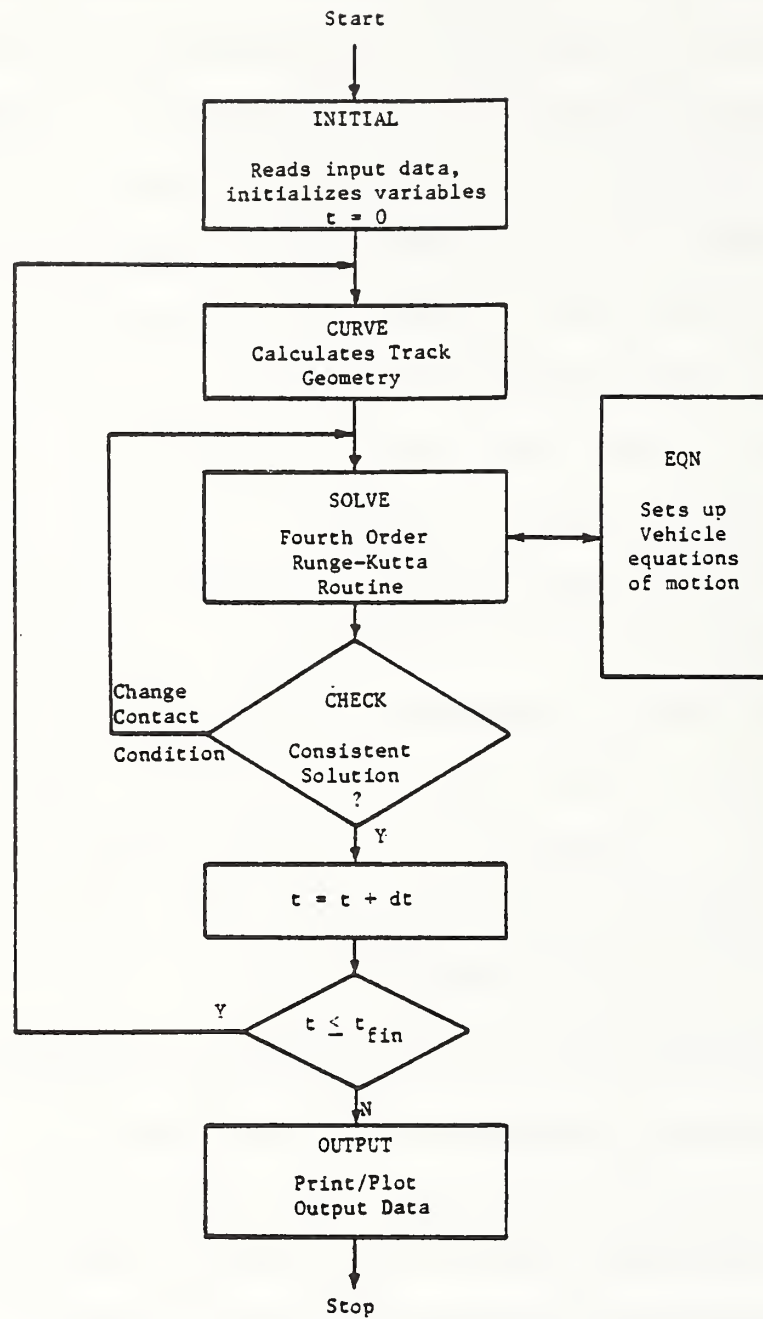 Start
INITIAL
Reads input data,
initializes variables
t = 0
CURVE
Calculates Track
Geometry
SOLVE
Fourth Order
Runge-Kutta
Routine
EQN
Sets up
Vehicle
equations
of motion
Change
Contact
Condition
CHECK
Consistent
Solution
?
Y
t = t + dt
Y
t ≤ t_fin
N
OUTPUT
Print/Plot
Output Data
Stop